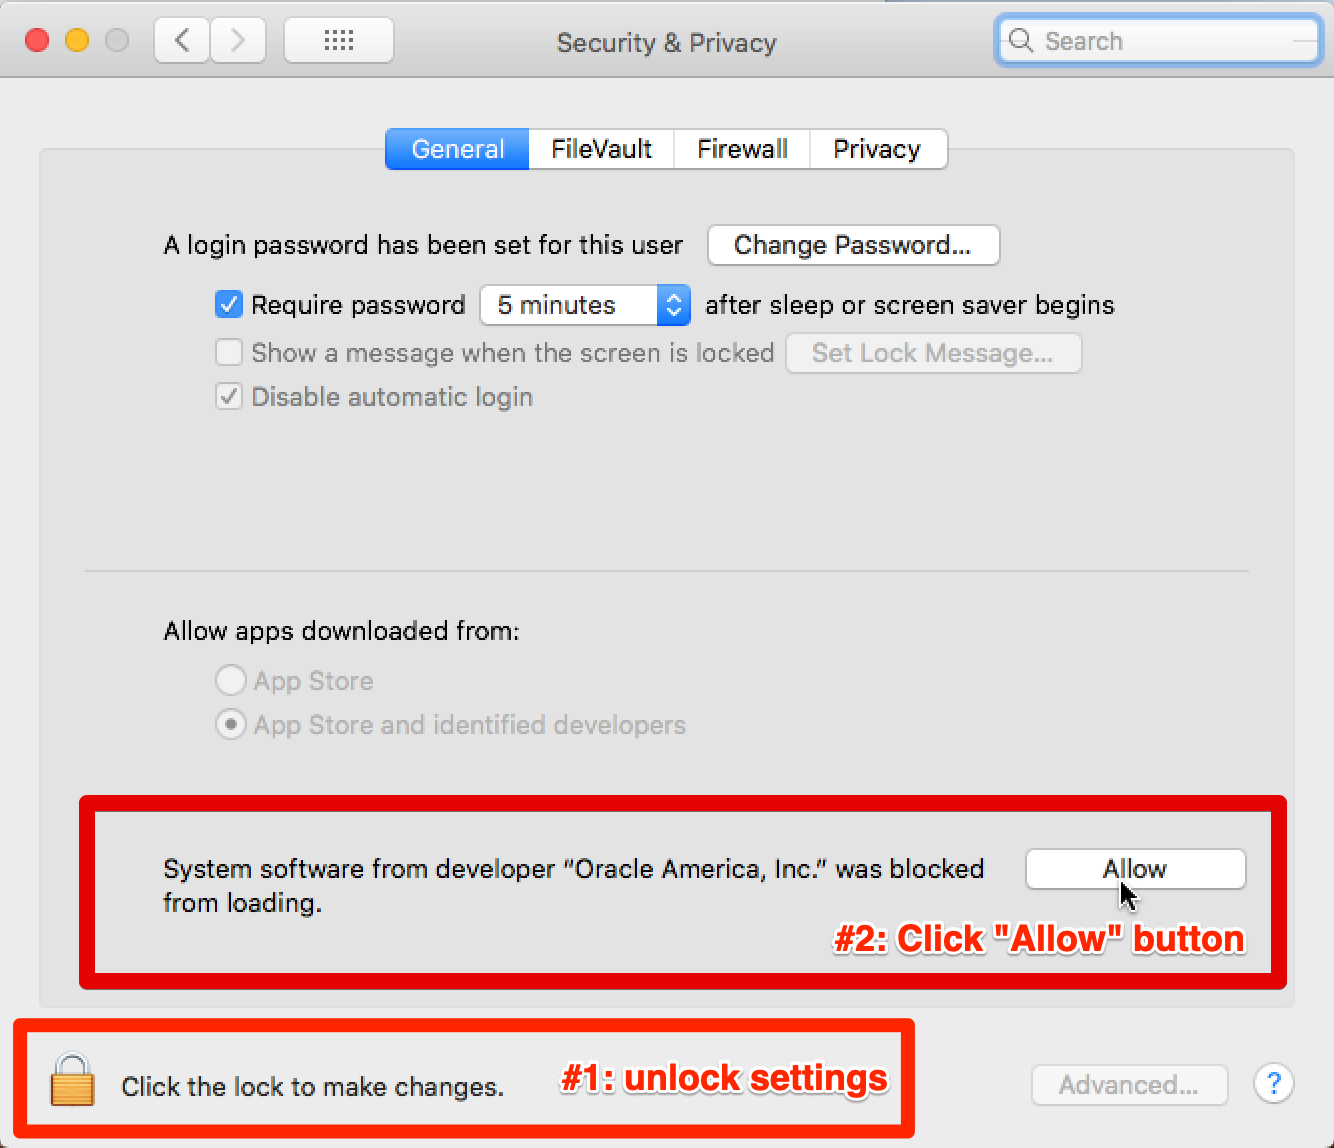 Security & Privacy
Search
General FileVault Firewall Privacy
A login password has been set for this user Change Password...
Require password 5 minutes after sleep or screen saver begins
Show a message when the screen is locked Set Lock Message...
Disable automatic login
Allow apps downloaded from:
App Store
App Store and identified developers
System software from developer “Oracle America, Inc.” was blocked Allow
from loading.
#2: Click "Allow" button
Click the lock to make changes. #1: unlock settings Advanced... ?